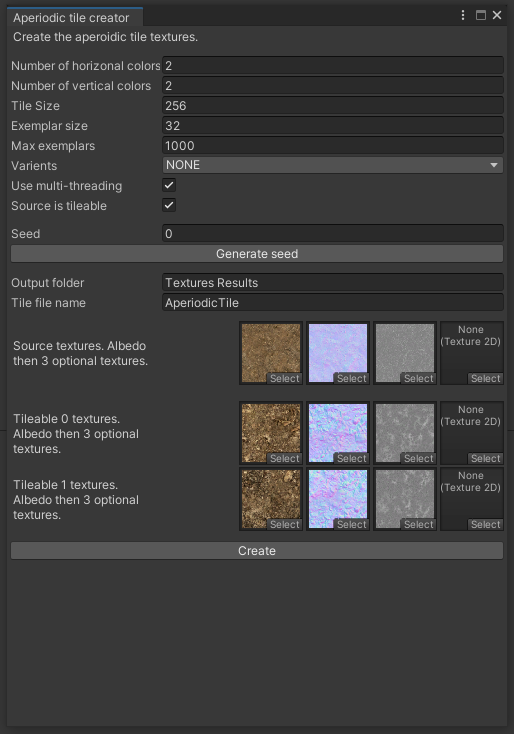 Aperiodic tile creator
Create the aperoidic tile textures.
Number of horizonal colors 2
Number of vertical colors 2
Tile Size 256
Exemplar size 32
Max exemplars 1000
Varients NONE
Use multi-threading
Source is tileable
Seed 0
Generate seed
Output folder Textures Results
Tile file name AperiodicTile
Source textures. Albedo
then 3 optional textures.
Select Select Select
None
(Texture 2D)
Select
Tileable 0 textures.
Albedo then 3 optional
textures.
Select Select Select
None
(Texture 2D)
Select
Tileable 1 textures.
Albedo then 3 optional
textures.
Select Select Select
None
(Texture 2D)
Select
Create